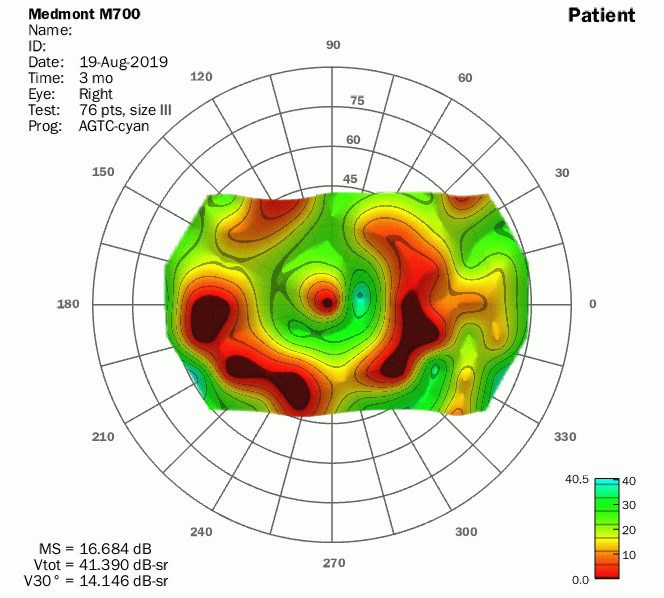 Medmont M700
Patient
Name:
ID:
Date: 19-Aug-2019
Time: 3 mo
Eye: Right
Test: 76 pts, size III
Prog: AGTC-cyan
90
120
60
75
60
45
150
30
180
0
210
330
240
300
270
40.5
40
30
20
10
0.0
MS = 16.684 dB
Vtot = 41.390 dB-sr
V30° = 14.146 dB-sr